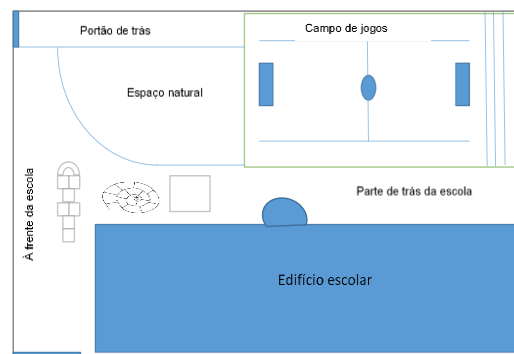 Portão de trás
Campo de jogos
Espaço natural
Parte de trás da escola
À frente da escola
Edifício escolar